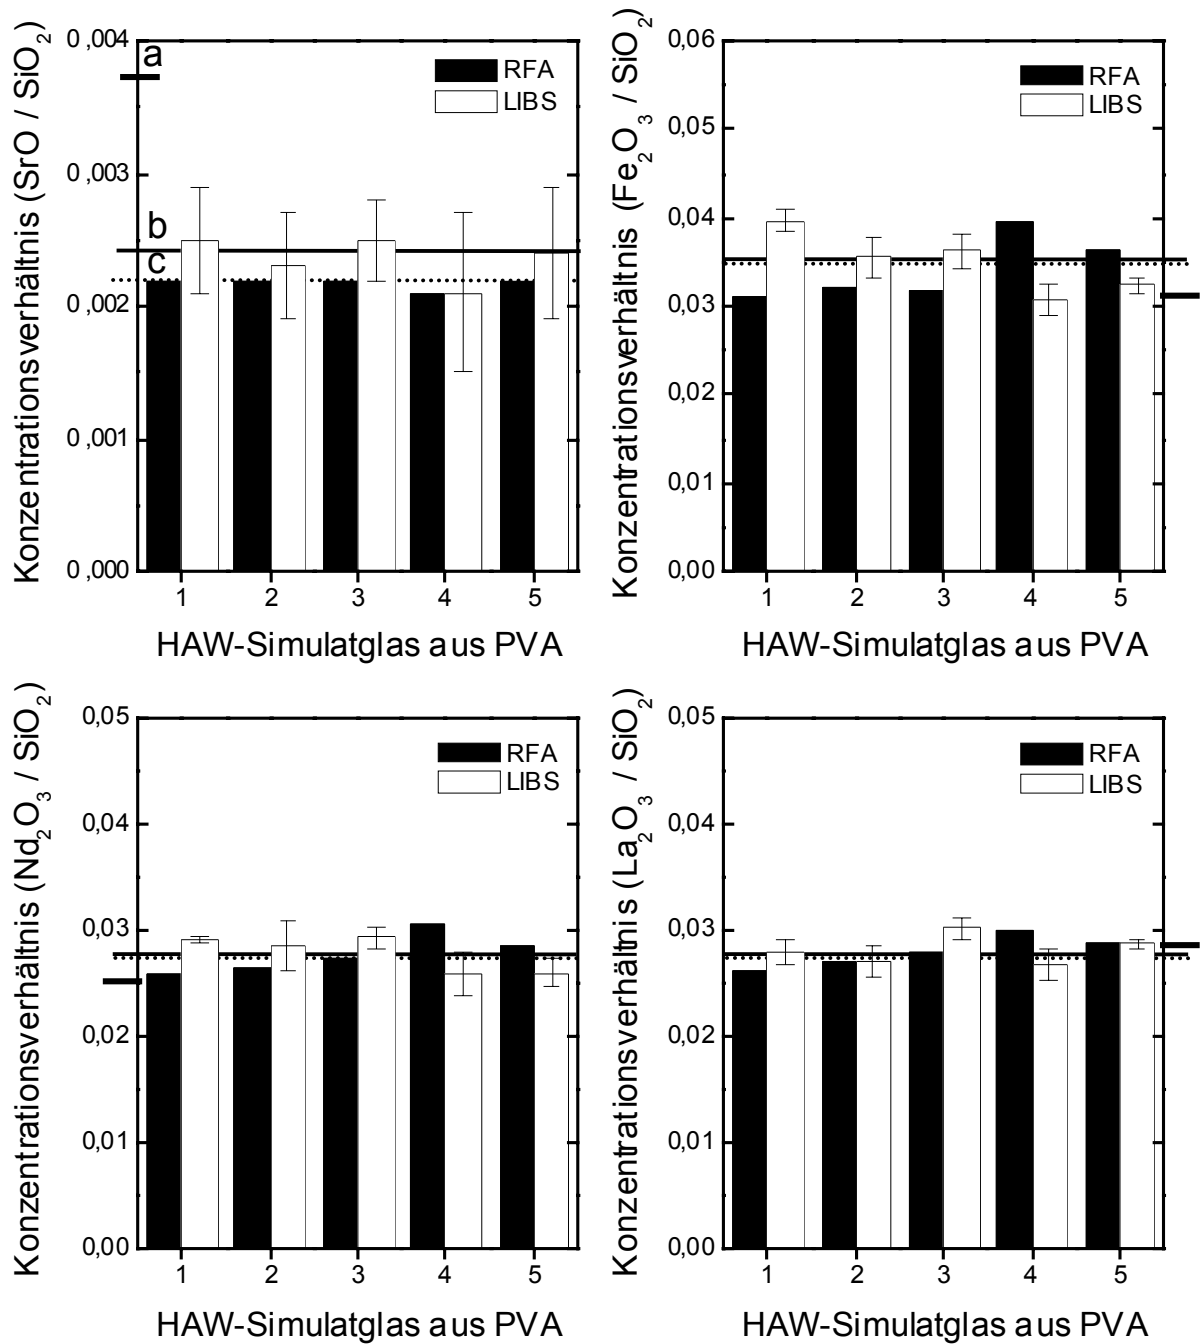 Konzentrationsverhältnis (SrO / SiO2)
0,004
0,003
0,002
0,001
0,000
a
b
c
RFA
LIBS
1 2 3 4 5
HAW-Simulatglas aus PVA
Konzentrationsverhältnis (Fe2O3 / SiO2)
0,06
0,05
0,04
0,03
0,02
0,01
0,00
RFA
LIBS
1 2 3 4 5
HAW-Simulatglas aus PVA
Konzentrationsverhältnis (Nd2O3 / SiO2)
0,05
0,04
0,03
0,02
0,01
0,00
RFA
LIBS
1 2 3 4 5
HAW-Simulatglas aus PVA
Konzentrationsverhältnis (La2O3 / SiO2)
0,05
0,04
0,03
0,02
0,01
0,00
RFA
LIBS
1 2 3 4 5
HAW-Simulatglas aus PVA